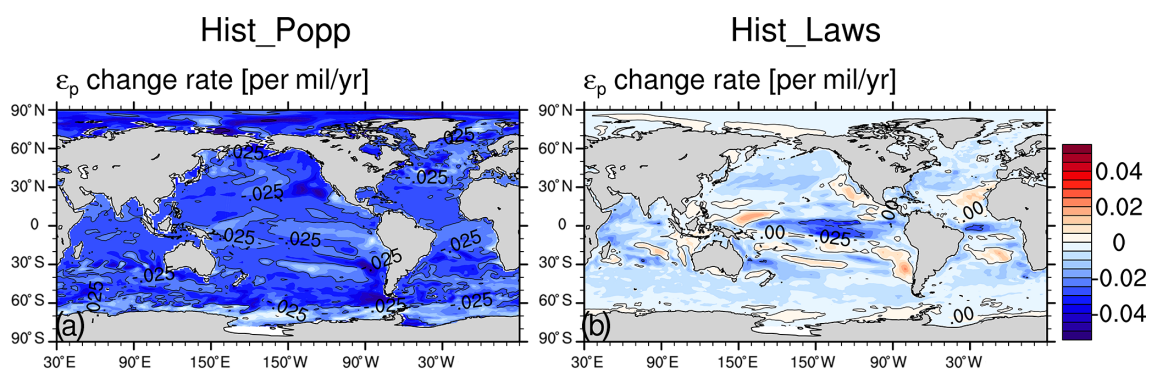 Hist_Popp
Hist_Laws
εp change rate [per mil/yr]
εp change rate [per mil/yr]
90°N
60°N
30°N
0
30°S
60°S
90°S
30°E
90°E
150°E
150°W
90°W
30°W
.025
.025
.025
-.025
-.025
-.025
.025
.025
.025
.025
.025
.025
.025
(a)
90°N
60°N
30°N
0
30°S
60°S
90°S
30°E
90°E
150°E
150°W
90°W
30°W
.00
.00
.00
-.025
.00
(b)
0.04
0.02
0
-0.02
-0.04